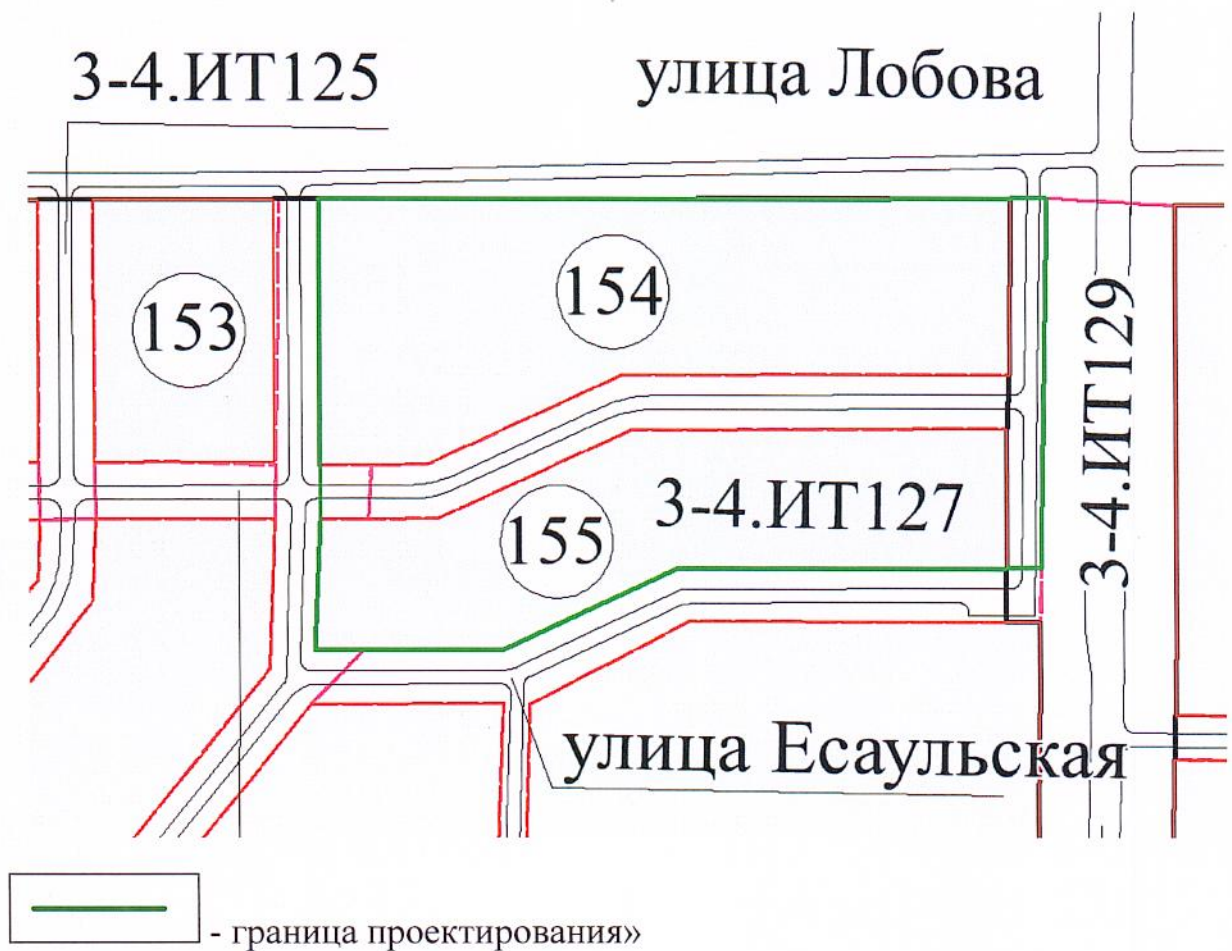 3-4.ИТ125
улица Лобова
154
153
3-4.ИТ129
3-4.ИТ127
155
улица Есаульская
- граница проектирования»